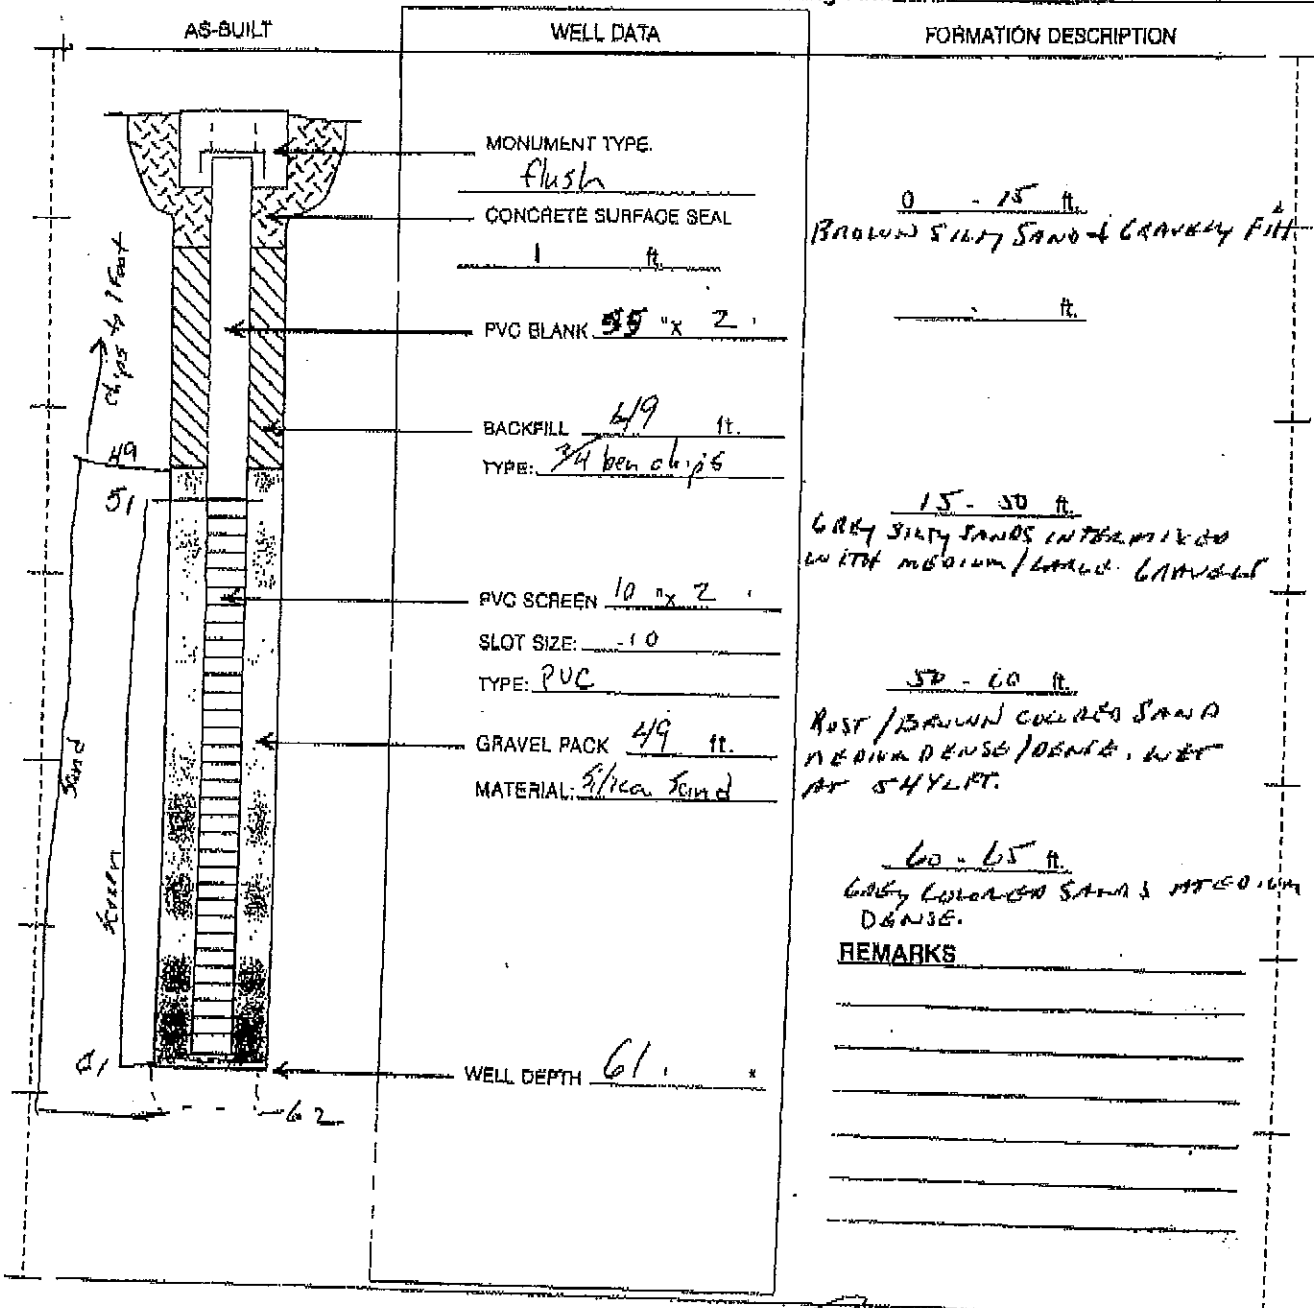 AS-BUILT
WELL DATA
FORMATION DESCRIPTION
MONUMENT TYPE.
flush
CONCRETE SURFACE SEAL
1 ft.
PVC BLANK "x 2 '
BACKFILL 49 ft.
TYPE: 3/4 ben chips
PVC SCREEN 10 "x 2 '
SLOT SIZE: .10
TYPE: PVC
GRAVEL PACK 49 ft.
MATERIAL: Silica Sand
WELL DEPTH 61 ' "
chips to 1 Foot
49
51
Sand
screen
61
62
0 - 15 ft.
BROWN SILTY SAND & GRAVELY FILL
- ft.
15 - 50 ft.
GREY SILTY SANDS INTERMIXED
WITH MEDIUM / LARGE GRAVELS
50 - 60 ft.
RUST / BROWN COLORED SAND
MEDIUM DENSE / DENSE. WET
AT
60 - 65 ft.
GREY COLORED SANDS MEDIUM
DENSE.
REMARKS